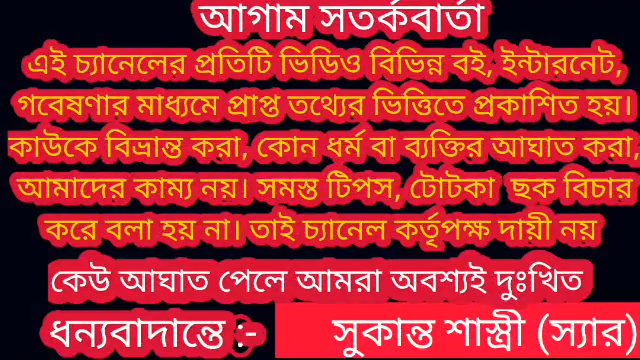 আগাম সতর্কবার্তা
এই চ্যানেলের প্রতিটি ভিডিও বিভিন্ন বই, ইন্টারনেট,
গবেষণার মাধ্যমে প্রাপ্ত তথ্যের ভিত্তিতে প্রকাশিত হয়।
কাউকে বিভ্রান্ত করা, কোন ধর্ম বা ব্যক্তির আঘাত করা,
আমাদের কাম্য নয়। সমস্ত টিপস, টোটকা ছক বিচার
করে বলা হয় না। তাই চ্যানেল কর্তৃপক্ষ দায়ী নয়
কেউ আঘাত পেলে আমরা অবশ্যই দুঃখিত
ধন্যবাদান্তে :- সুকান্ত শাস্ত্রী (স্যার)